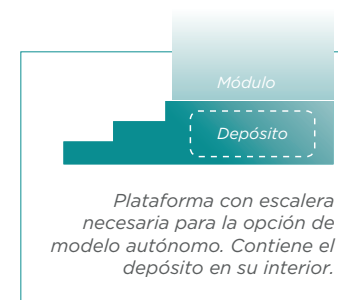 Módulo
Depósito
Plataforma con escalera
necesaria para la opción de
modelo autónomo. Contiene el
depósito en su interior.